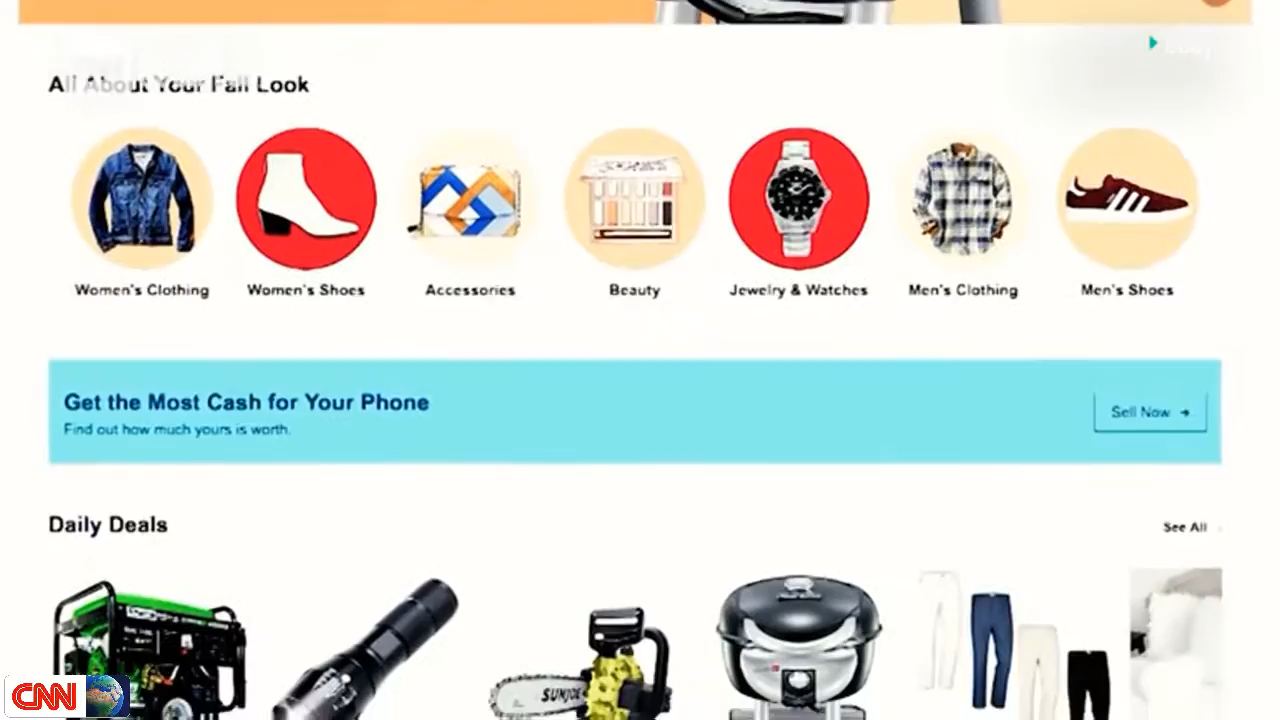 All About Your Fall Look
Women's Clothing
Women's Shoes
Accessories
Beauty
Jewelry & Watches
Men's Clothing
Men's Shoes
Get the Most Cash for Your Phone
Find out how much yours is worth.
Sell Now
Daily Deals
See All
SUNJOE
CNN